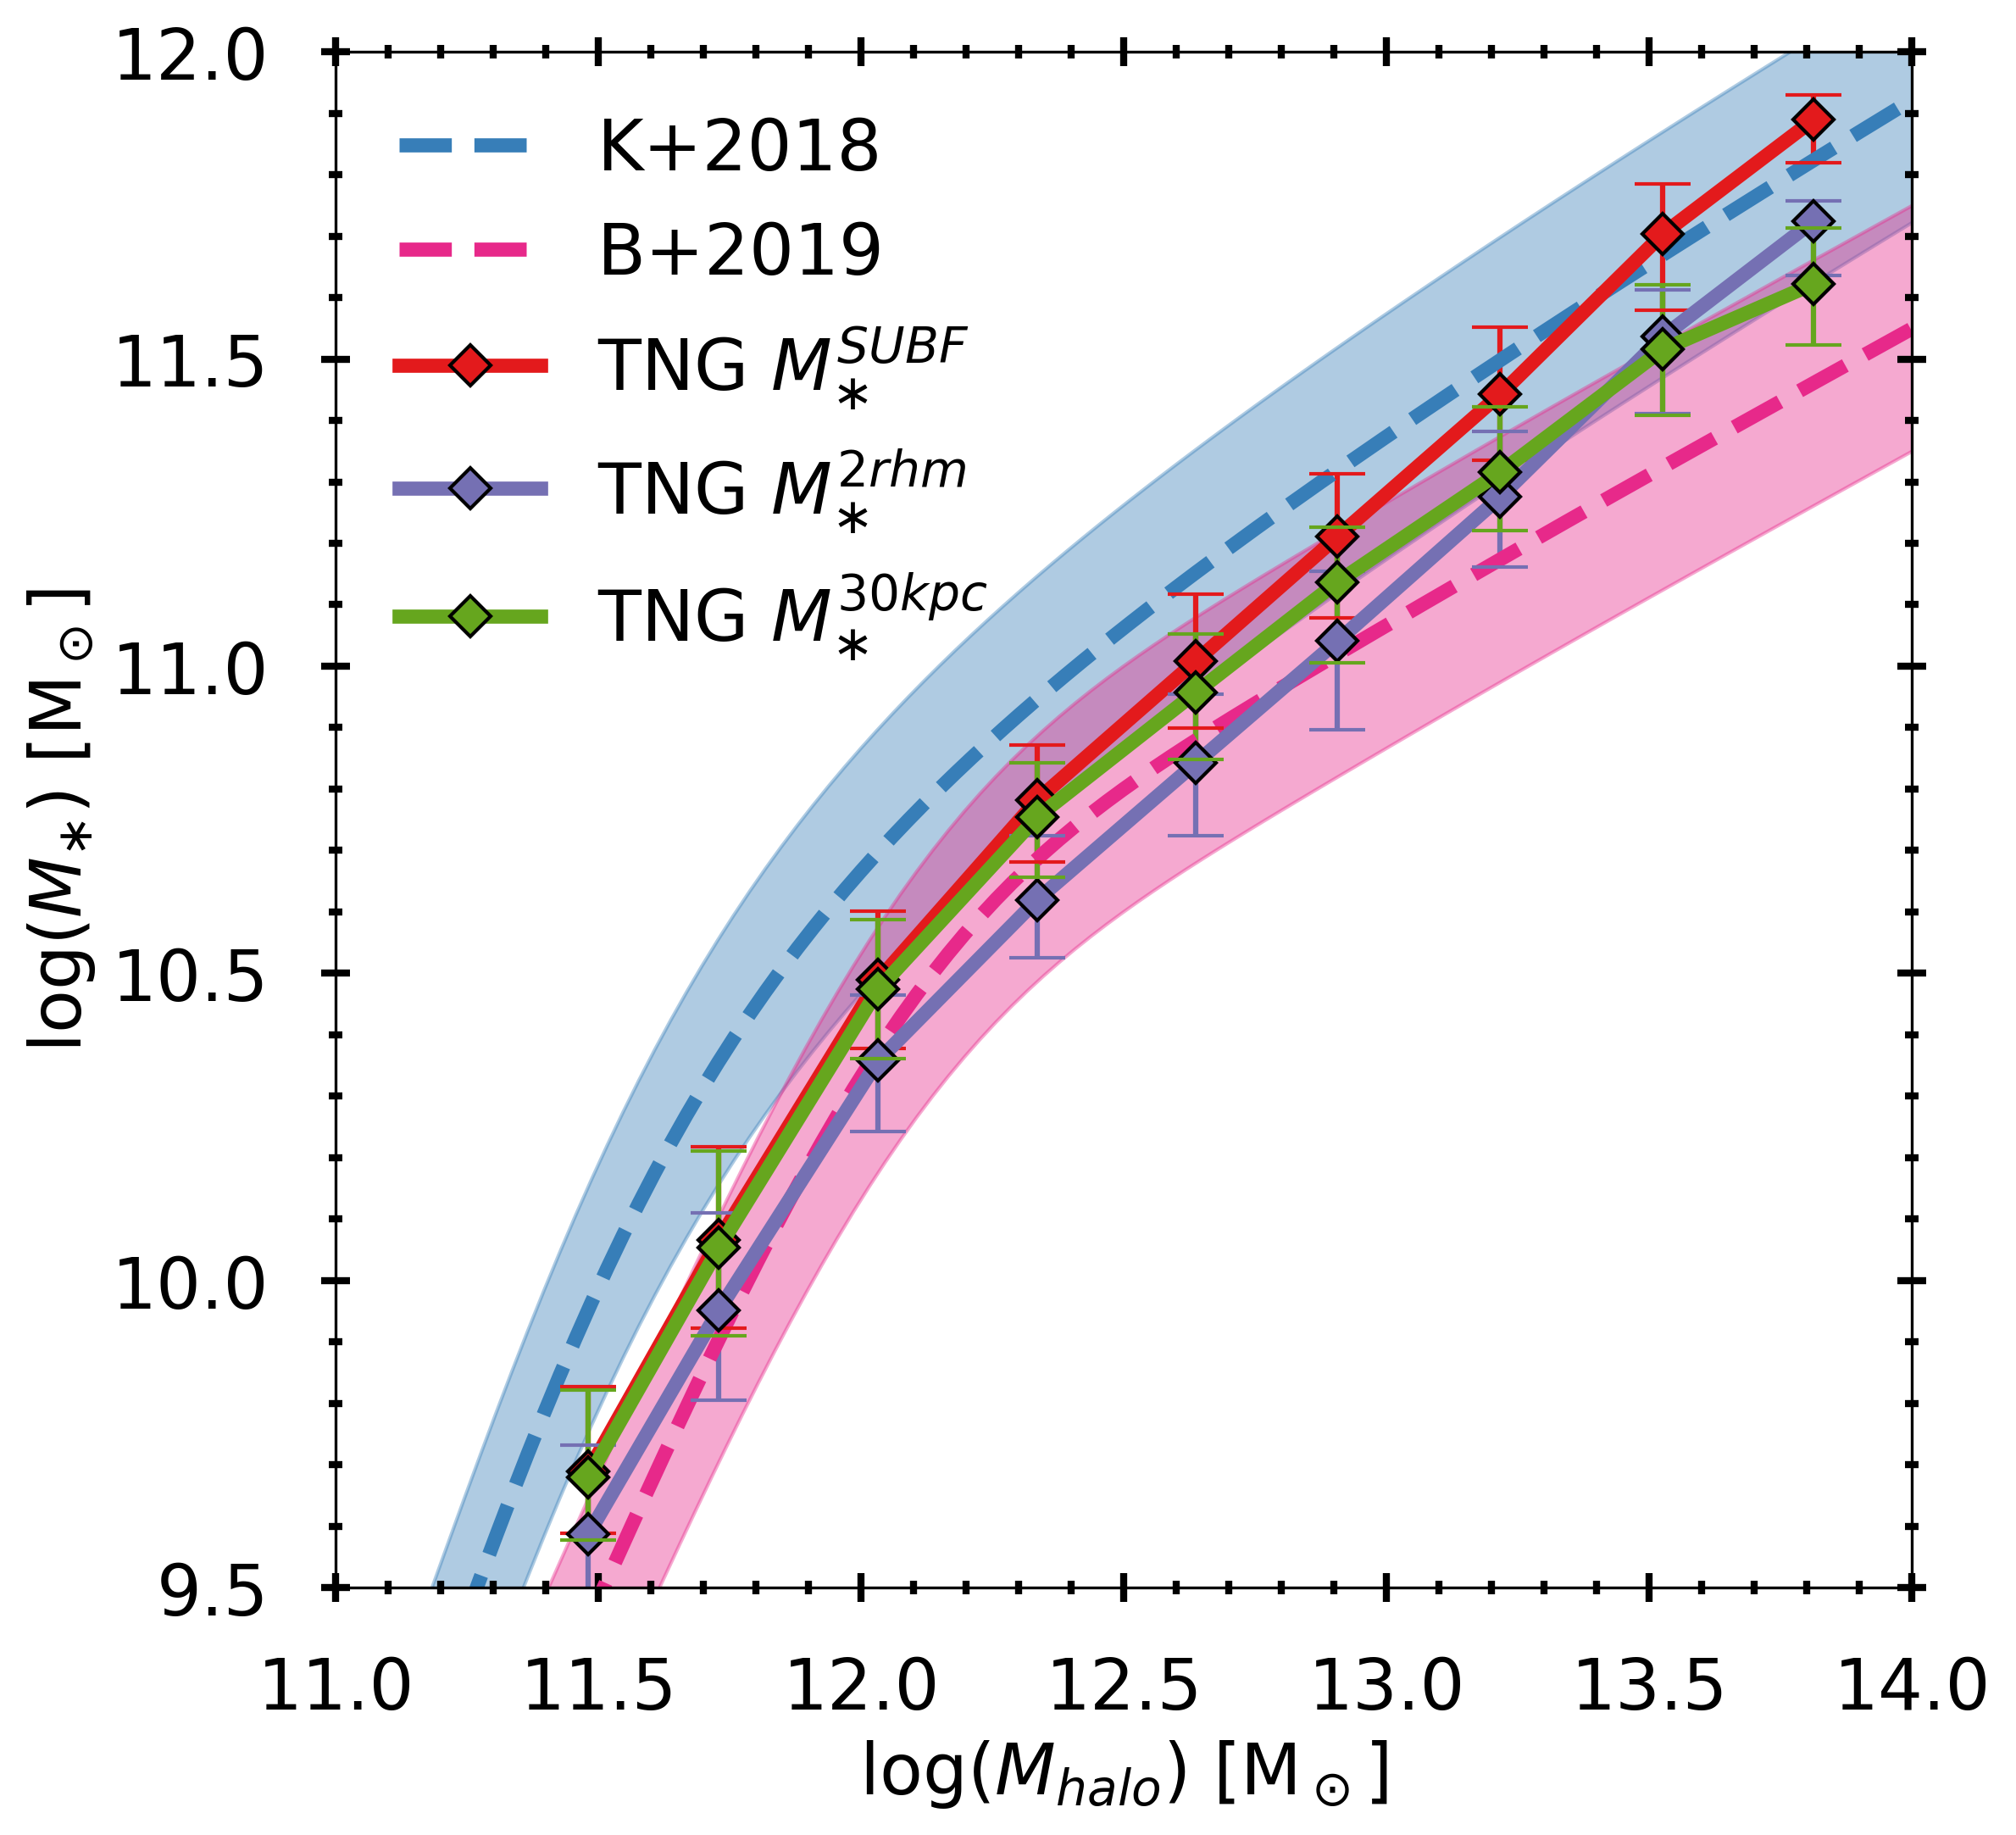 12.0
11.5
11.0
10.5
10.0
9.5
log(M∗) [M⊙]
K+2018
B+2019
TNG M∗^SUBF
TNG M∗^2rhm
TNG M∗^30kpc
11.0 11.5 12.0 12.5 13.0 13.5 14.0
log(M_halo) [M⊙]